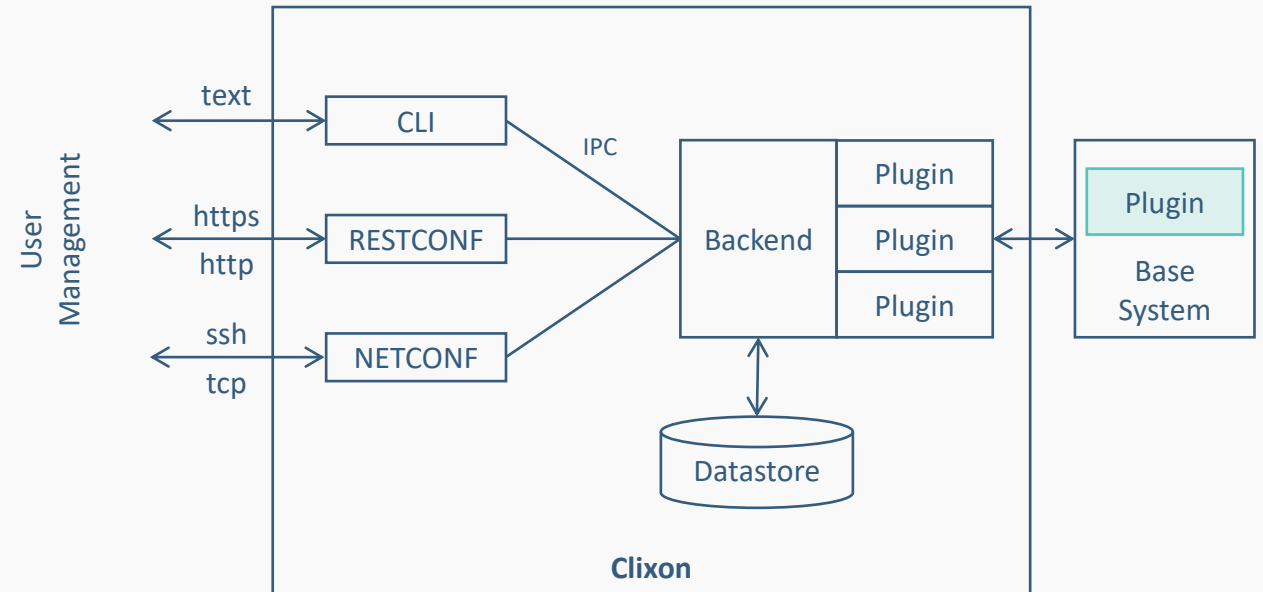 User
Management
text
https
http
ssh
tcp
CLI
RESTCONF
NETCONF
IPC
Backend
Plugin
Plugin
Plugin
Datastore
Plugin
Base
System
Clixon